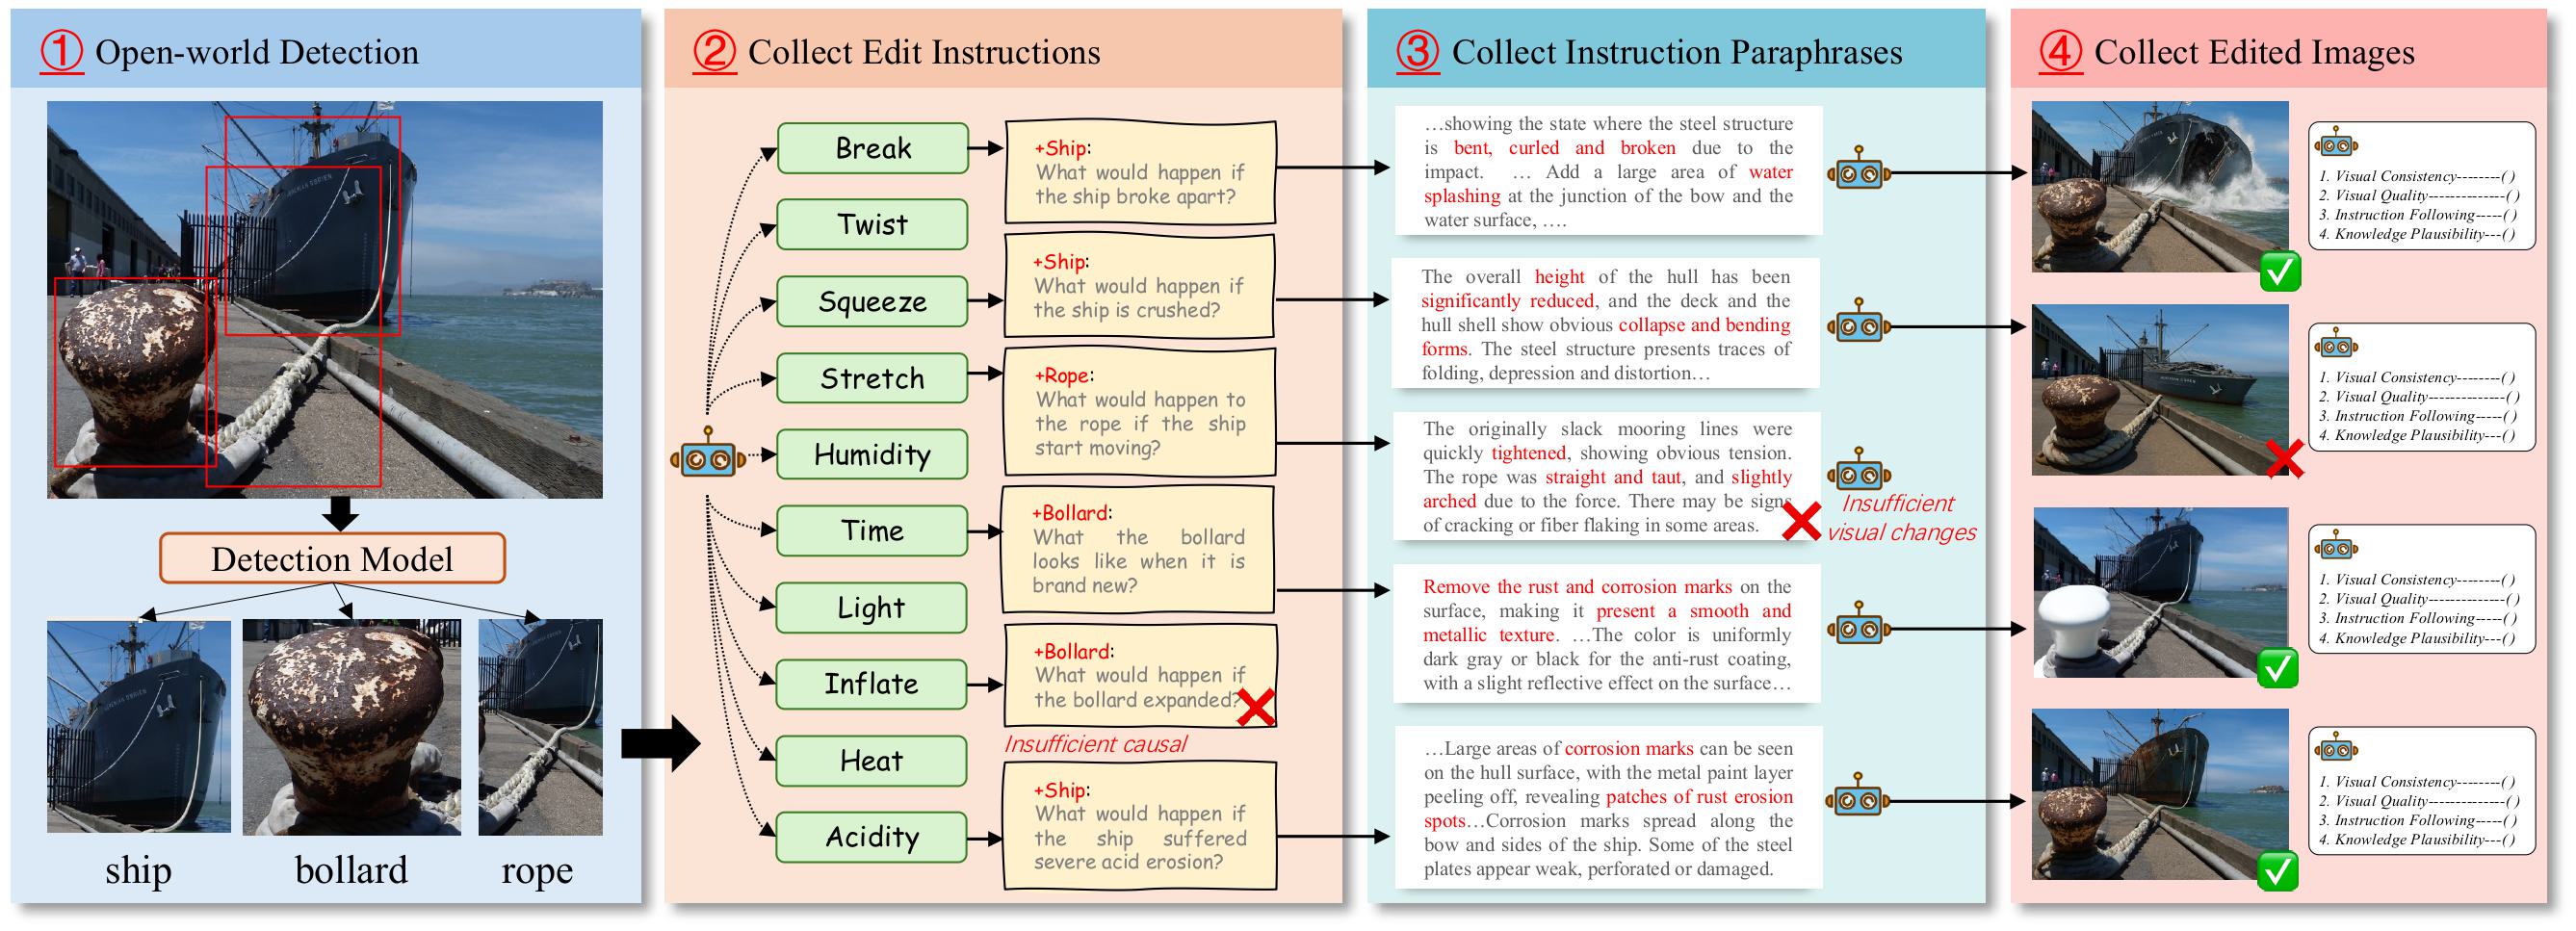 ① Open-world Detection
Detection Model
ship
bollard
rope
② Collect Edit Instructions
Break
Twist
Squeeze
Stretch
Humidity
Time
Light
Inflate
Heat
Acidity
+Ship:
What would happen if
the ship broke apart?
+Ship:
What would happen if
the ship is crushed?
+Rope:
What would happen to
the rope if the ship
start moving?
+Bollard:
What the bollard
looks like when it is
brand new?
+Bollard:
What would happen if
the bollard expanded?
Insufficient causal
+Ship:
What would happen if
the ship suffered
severe acid erosion?
③ Collect Instruction Paraphrases
…showing the state where the steel structure
is bent, curled and broken due to the
impact. … Add a large area of water
splashing at the junction of the bow and the
water surface, ….
The overall height of the hull has been
significantly reduced, and the deck and the
hull shell show obvious collapse and bending
forms. The steel structure presents traces of
folding, depression and distortion…
The originally slack mooring lines were
quickly tightened, showing obvious tension.
The rope was straight and taut, and slightly
arched due to the force. There may be signs
of cracking or fiber flaking in some areas.
Insufficient
visual changes
Remove the rust and corrosion marks on the
surface, making it present a smooth and
metallic texture. …The color is uniformly
dark gray or black for the anti-rust coating,
with a slight reflective effect on the surface…
…Large areas of corrosion marks can be seen
on the hull surface, with the metal paint layer
peeling off, revealing patches of rust erosion
spots…Corrosion marks spread along the
bow and sides of the ship. Some of the steel
plates appear weak, perforated or damaged.
④ Collect Edited Images
1. Visual Consistency--------( )
2. Visual Quality--------------( )
3. Instruction Following-----( )
4. Knowledge Plausibility---( )
1. Visual Consistency--------( )
2. Visual Quality--------------( )
3. Instruction Following-----( )
4. Knowledge Plausibility---( )
1. Visual Consistency--------( )
2. Visual Quality--------------( )
3. Instruction Following-----( )
4. Knowledge Plausibility---( )
1. Visual Consistency--------( )
2. Visual Quality--------------( )
3. Instruction Following-----( )
4. Knowledge Plausibility---( )